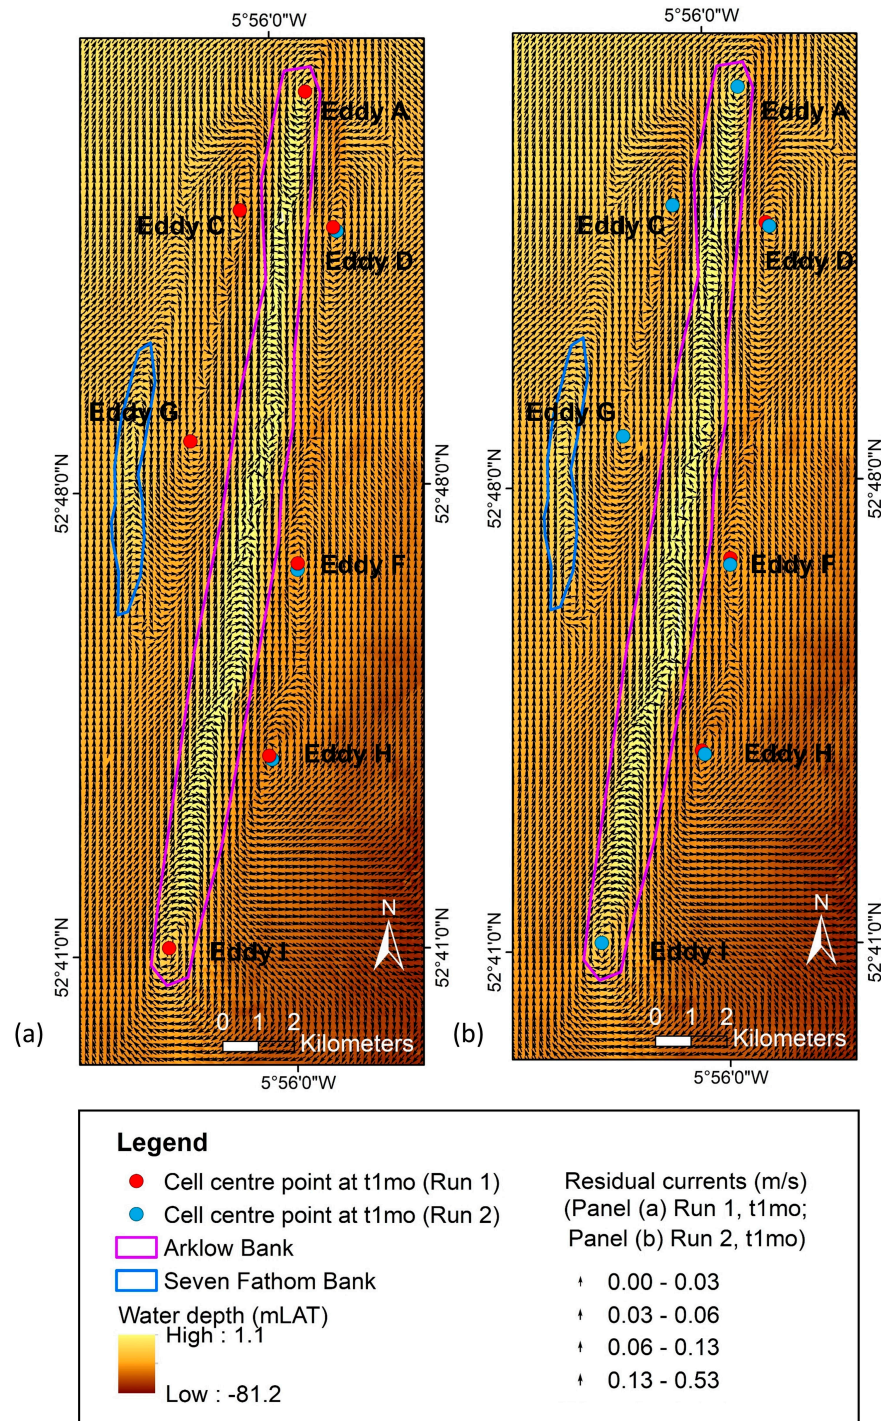 5°56'0"W
5°56'0"W
Eddy A
Eddy A
Eddy C
Eddy C
Eddy D
Eddy D
Eddy G
Eddy G
52°48'0"N
52°48'0"N
52°48'0"N
52°48'0"N
Eddy F
Eddy F
Eddy H
Eddy H
N
N
52°41'0"N
52°41'0"N
52°41'0"N
52°41'0"N
Eddy I
Eddy I
0 1 2
Kilometers
0 1 2
Kilometers
(a)
(b)
5°56'0"W
5°56'0"W
Legend
Cell centre point at t1mo (Run 1)
Cell centre point at t1mo (Run 2)
Arklow Bank
Seven Fathom Bank
Water depth (mLAT)
High : 1.1
Low : -81.2
Residual currents (m/s)
(Panel (a) Run 1, t1mo;
Panel (b) Run 2, t1mo)
0.00 - 0.03
0.03 - 0.06
0.06 - 0.13
0.13 - 0.53